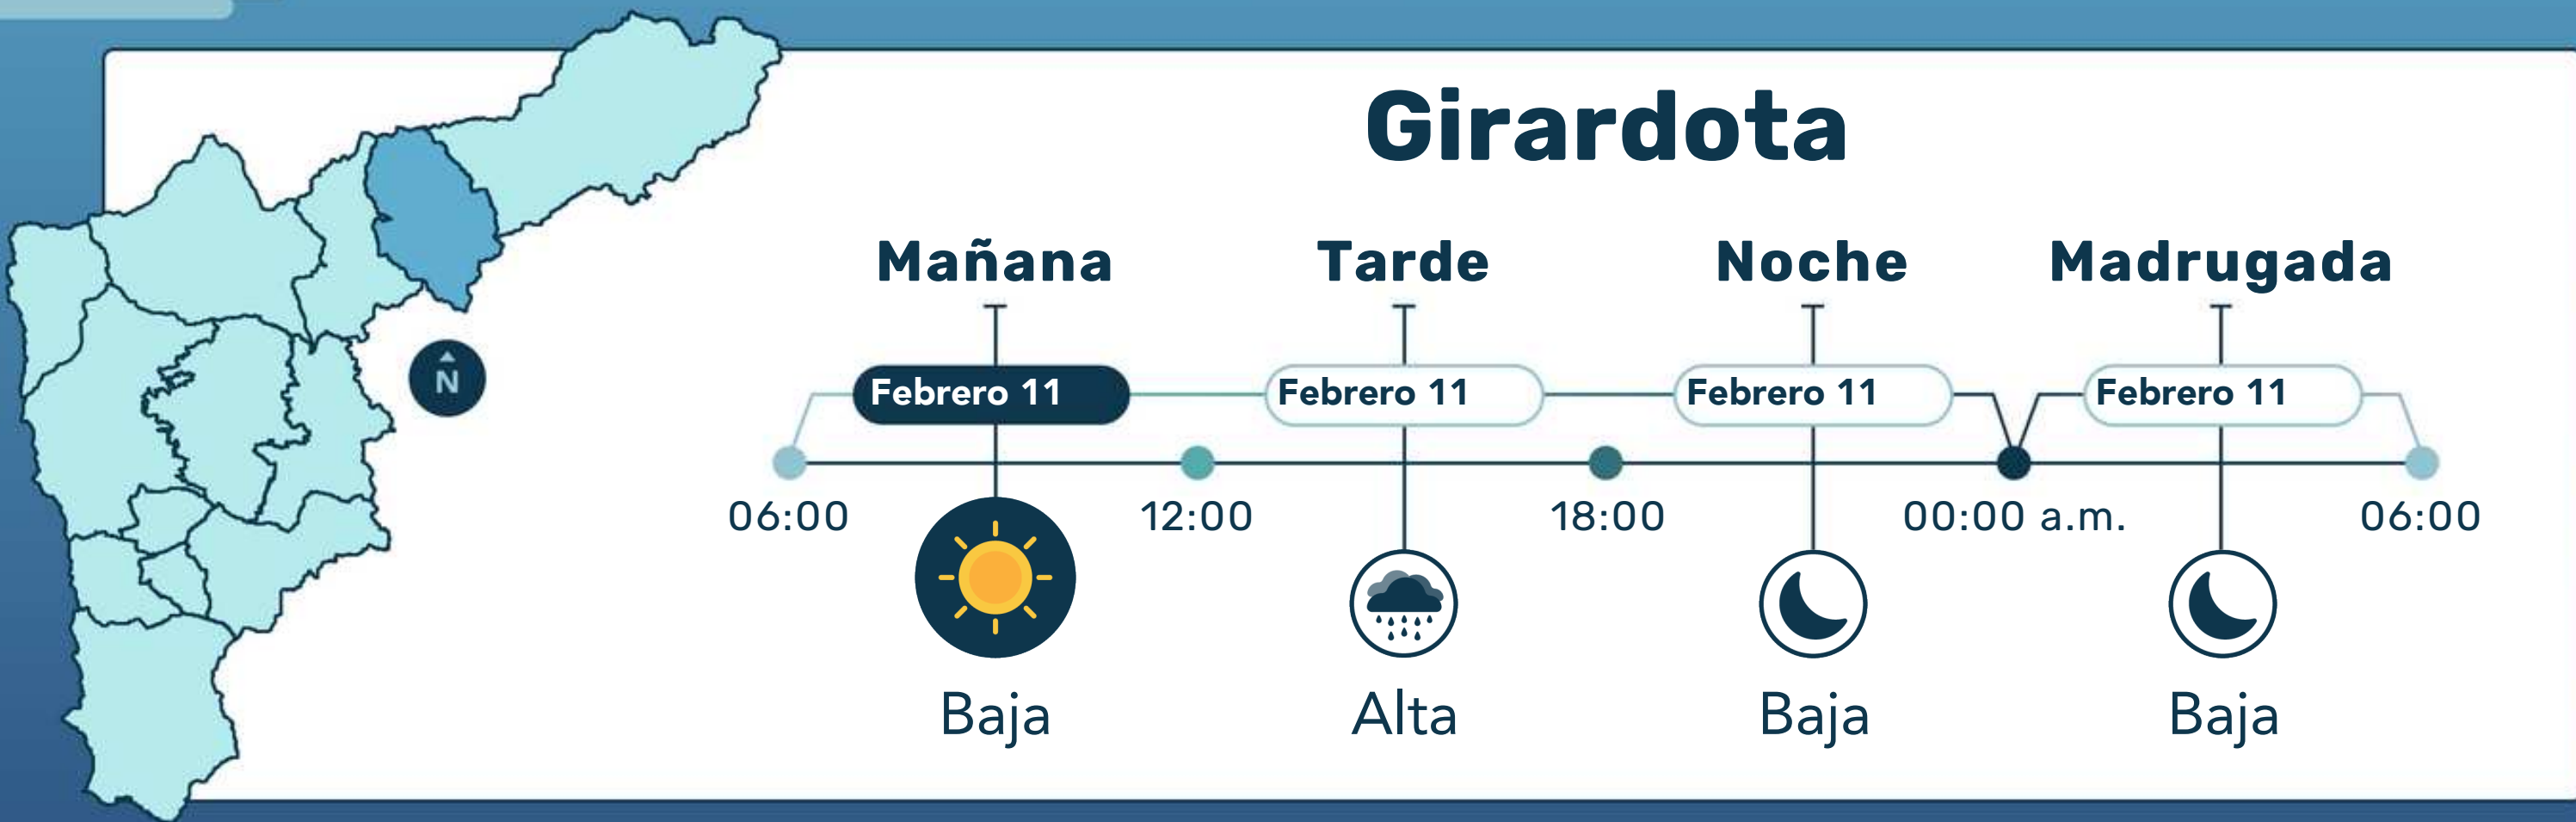 Girardota
Mañana Tarde Noche Madrugada
Febrero 11 Febrero 11 Febrero 11 Febrero 11
N
06:00 12:00 18:00 00:00 a.m. 06:00
Baja Alta Baja Baja